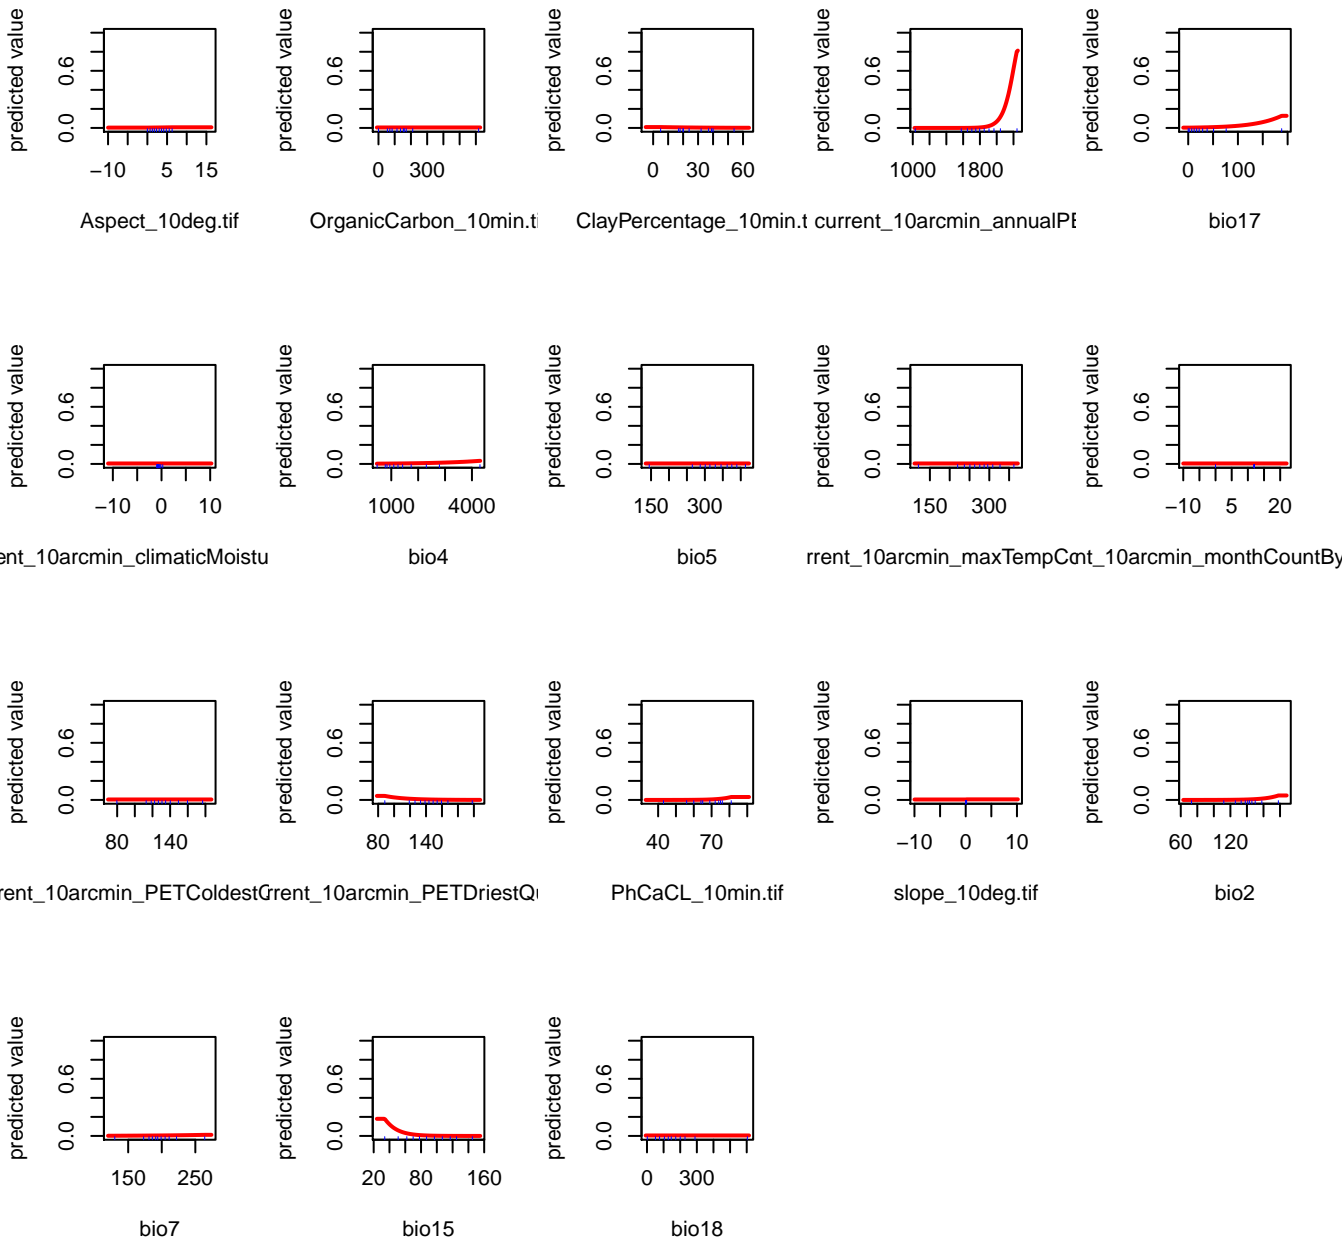 predicted value predicted value predicted value predicted value predicted value
0.6 0.6 0.6 0.6 0.6
0.0 0.0 0.0 0.0 0.0
−10 5 15 0 300 0 30 60 1000 1800 0 100
Aspect_10deg.tif OrganicCarbon_10min.ti ClayPercentage_10min.t current_10arcmin_annualPE bio17
predicted value predicted value predicted value predicted value predicted value
0.6 0.6 0.6 0.6 0.6
0.0 0.0 0.0 0.0 0.0
−10 0 10 1000 4000 150 300 150 300 −10 5 20
ent_10arcmin_climaticMoistu bio4 bio5 rrent_10arcmin_maxTempCo nt_10arcmin_monthCountBy
predicted value predicted value predicted value predicted value predicted value
0.6 0.6 0.6 0.6 0.6
0.0 0.0 0.0 0.0 0.0
80 140 80 140 40 70 −10 0 10 60 120
rent_10arcmin_PETColdestQ rrent_10arcmin_PETDriestQu PhCaCL_10min.tif slope_10deg.tif bio2
predicted value predicted value predicted value
0.6 0.6 0.6
0.0 0.0 0.0
150 250 20 80 160 0 300
bio7 bio15 bio18